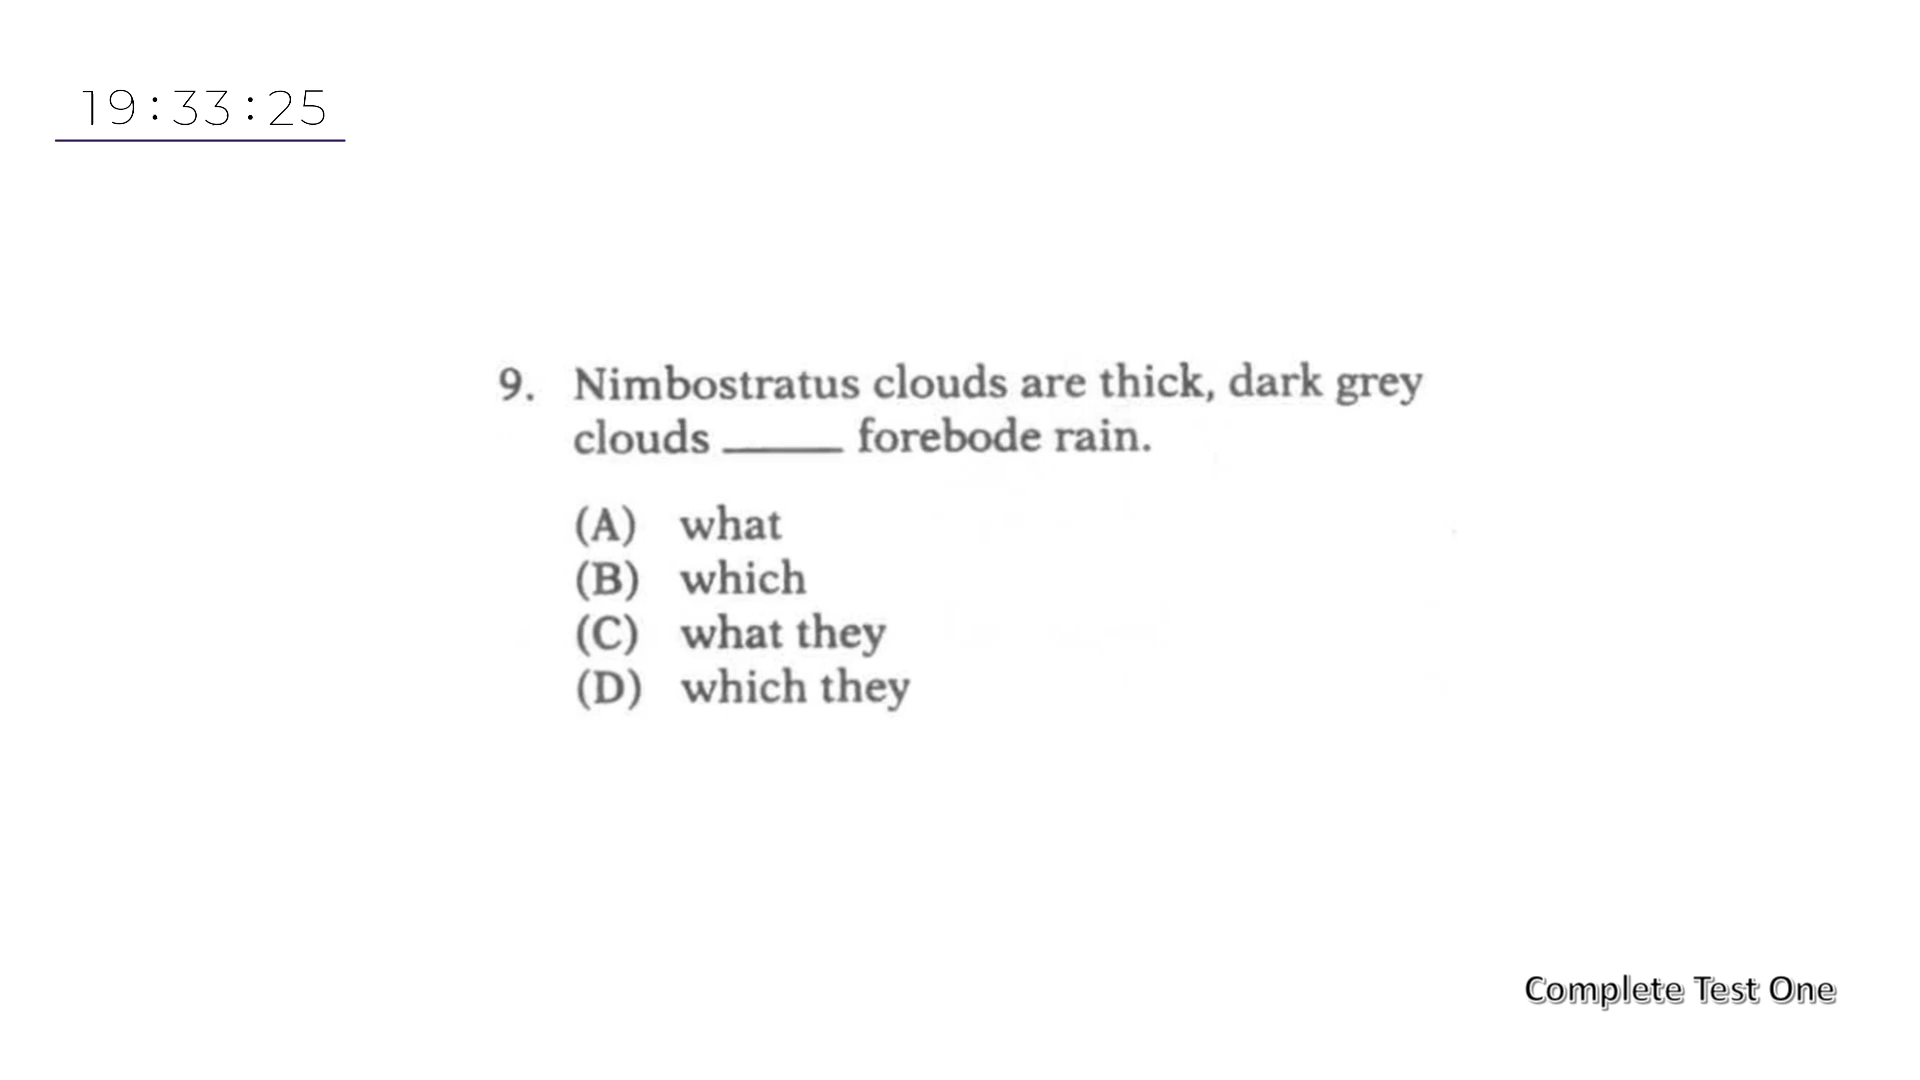 19:33:25
9. Nimbostratus clouds are thick, dark grey
clouds _____ forebode rain.
(A) what
(B) which
(C) what they
(D) which they
Complete Test One